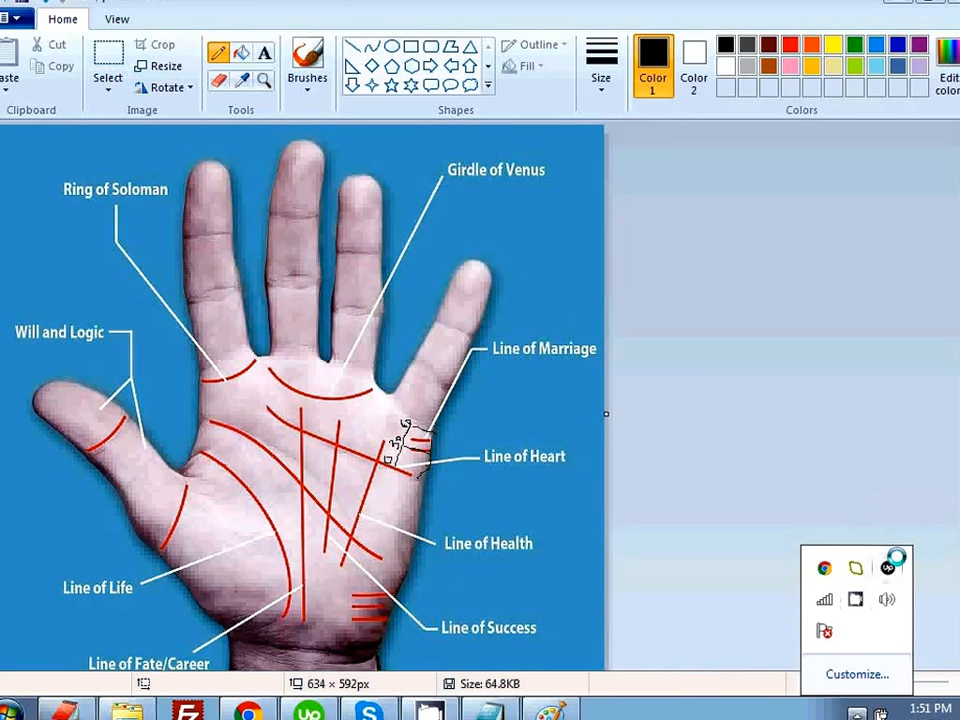 Home View
Cut
Copy
Clipboard
Select
Crop
Resize
Rotate
Image
A
Tools
Brushes
Outline
Fill
Shapes
Size
Color 1
Color 2
Colors
Ring of Soloman
Girdle of Venus
Will and Logic
Line of Marriage
Line of Heart
Line of Health
Line of Life
Line of Success
Line of Fate/Career
Customize...
634 × 592px
Size: 64.8KB
1:51 PM